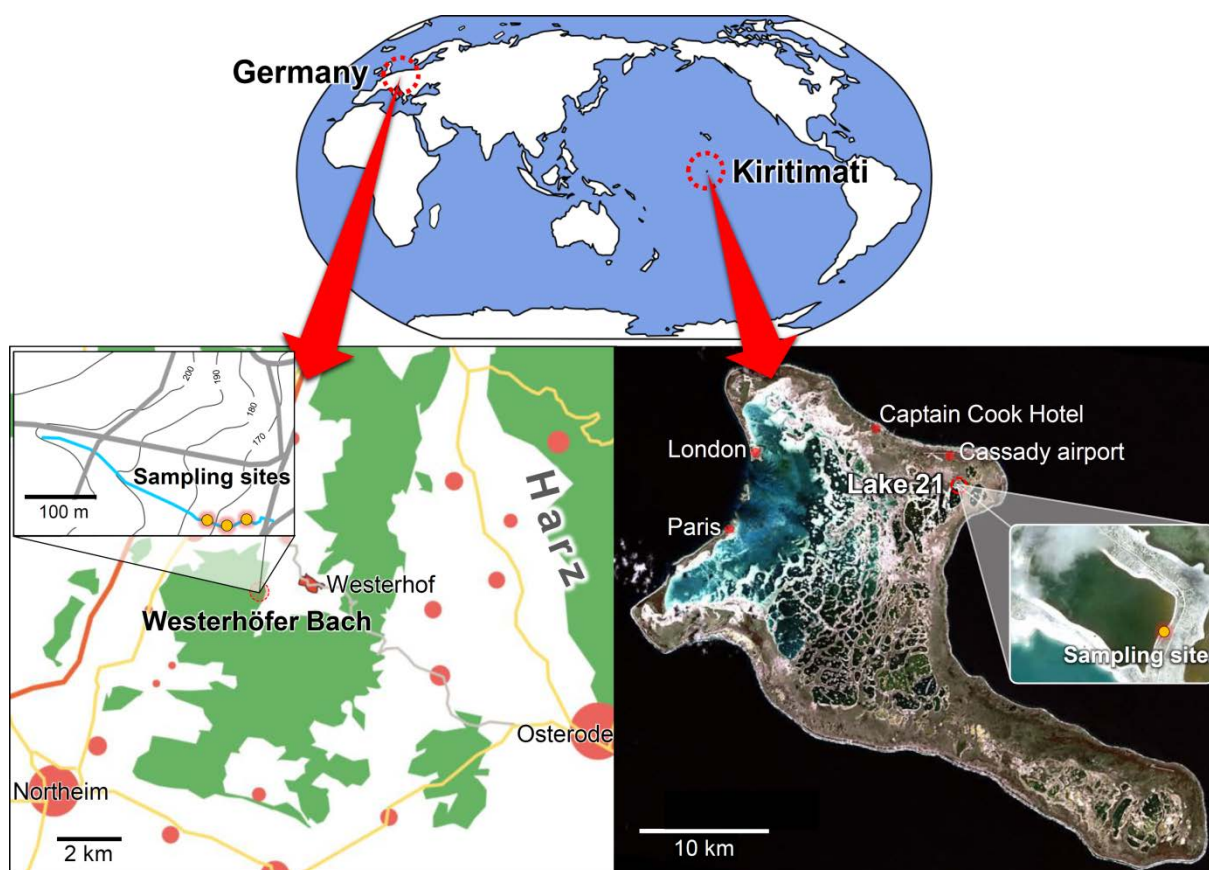 Germany
Kiritimati
200
190
180
170
Sampling sites
100 m
Harz
Westerhof
Westerhöfer Bach
Osterode
Northeim
2 km
Captain Cook Hotel
London
Cassady airport
Lake 21
Paris
Sampling site
10 km